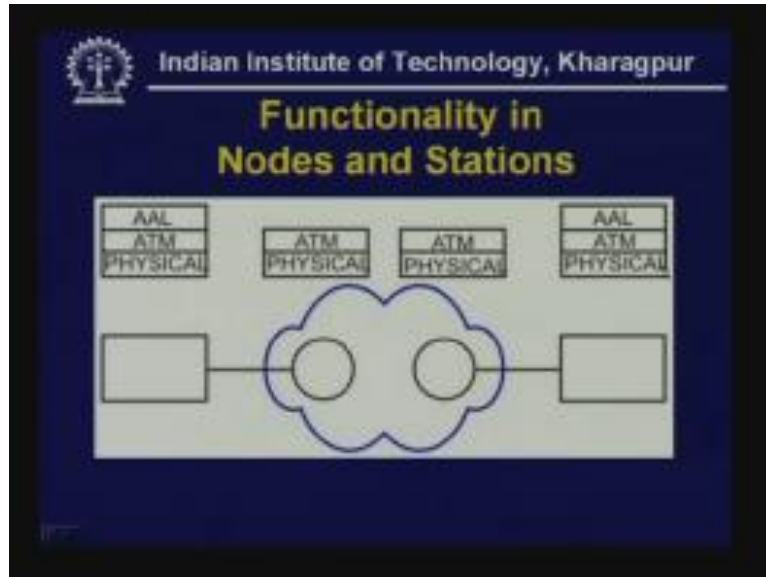 Indian Institute of Technology, Kharagpur
Functionality in
Nodes and Stations
AAL
ATM
PHYSICAL
ATM
PHYSICAL
ATM
PHYSICAL
AAL
ATM
PHYSICAL